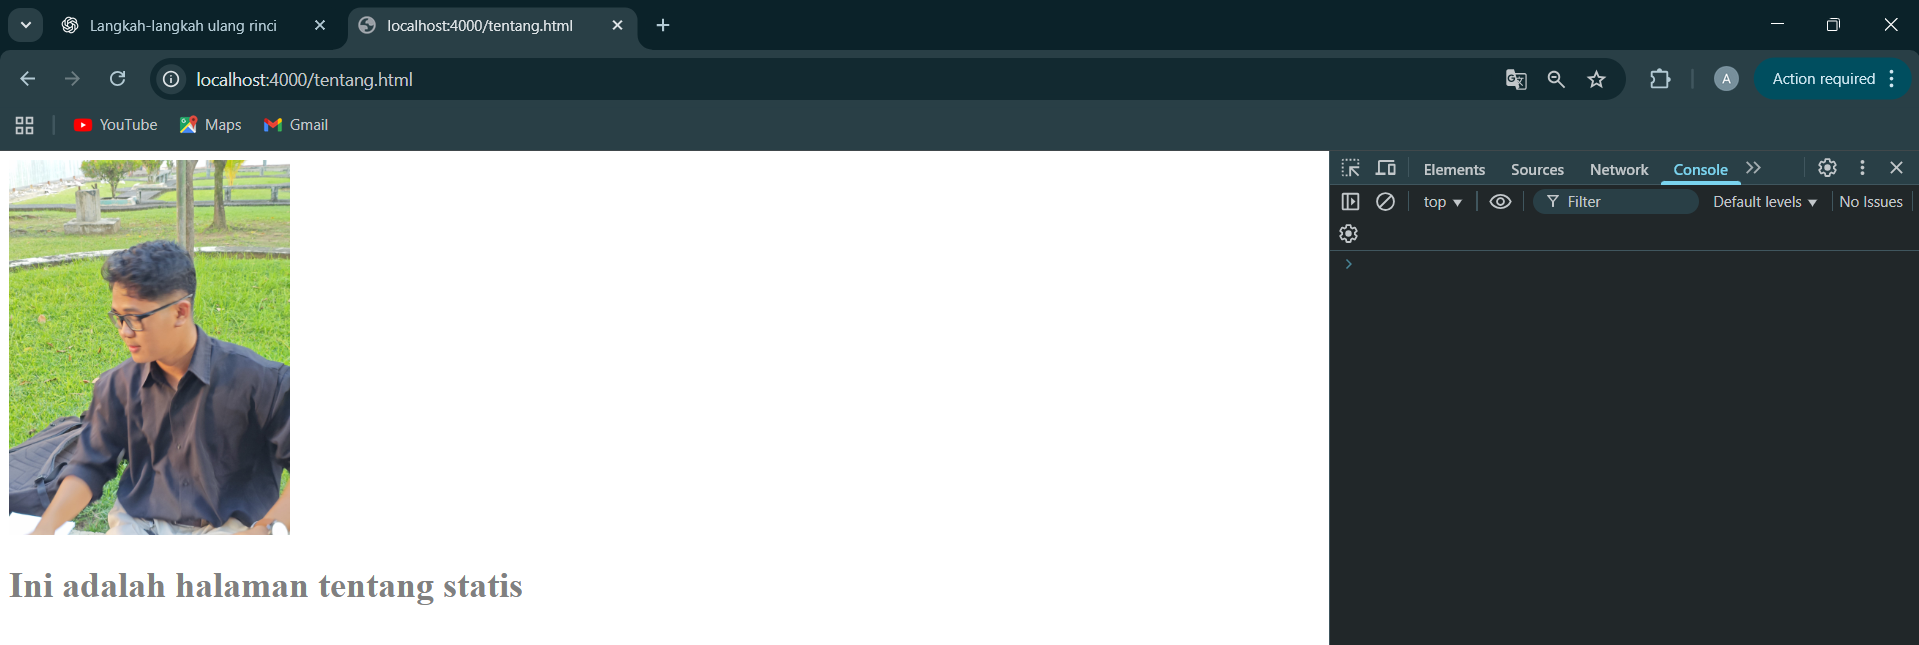 Langkah-langkah ulang rinci
localhost:4000/tentang.html
localhost:4000/tentang.html
A
Action required
YouTube
Maps
Gmail
Elements
Sources
Network
Console
top
Filter
Default levels
No Issues
Ini adalah halaman tentang statis